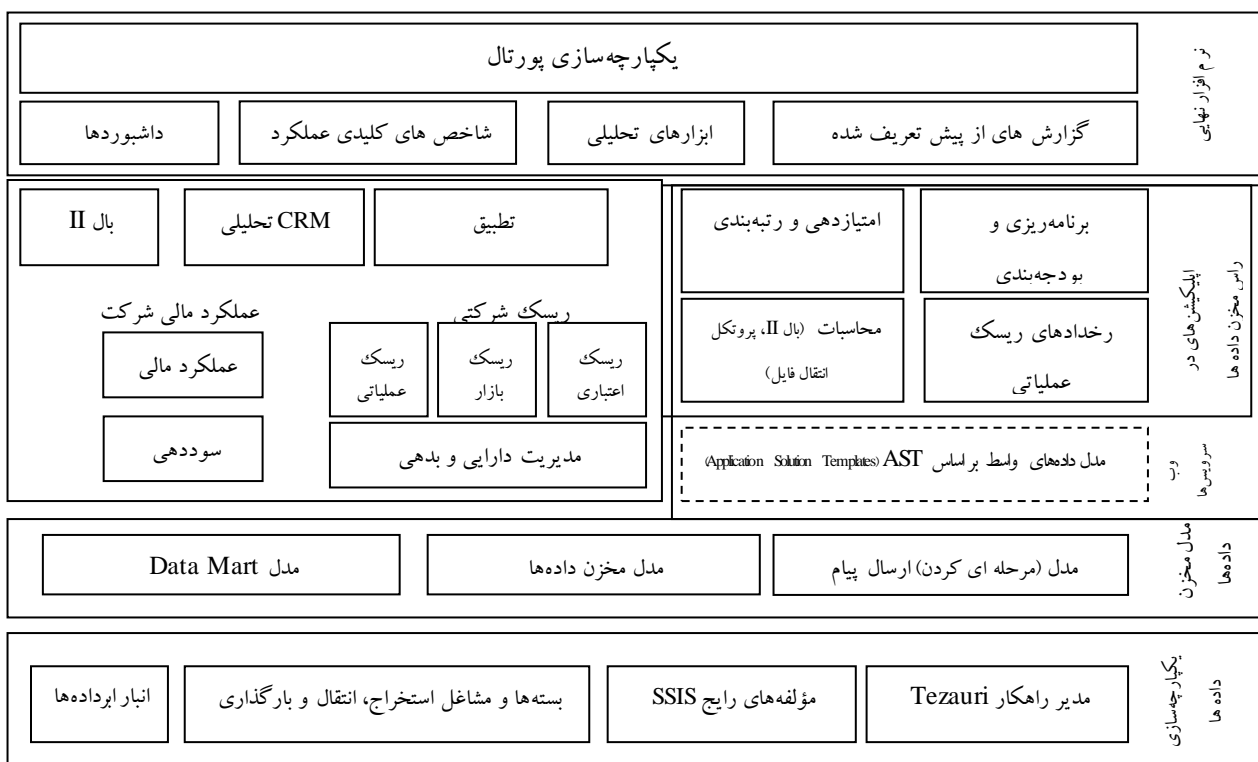 یکپارچه‌سازی پورتال
نرم افزار نهایی
گزارش های از پیش تعریف شده
ابزارهای تحلیلی
شاخص های کلیدی عملکرد
داشبوردها
اپلیکیشن‌های در
راس مخزن داده ها
برنامه‌ریزی و
بودجه‌بندی
امتیازدهی و رتبه‌بندی
رخدادهای ریسک
عملیاتی
محاسبات (بال II، پروتکل
انتقال فایل)
تطبیق
CRM تحلیلی
بال II
ریسک شرکتی
عملکرد مالی شرکت
ریسک
اعتباری
ریسک
بازار
ریسک
عملیاتی
عملکرد مالی
مدیریت دارایی و بدهی
سوددهی
سرویس‌ها
وب
مدل داده‌های واسط بر اساس AST (Application Solution Templates)
مدل مخزن
داده‌ها
مدل (مرحله ای کردن) ارسال پیام
مدل مخزن داده‌ها
مدل Data Mart
یکپارچه‌سازی
داده ها
مدیر راهکار Tezauri
مؤلفه‌های رایج SSIS
بسته‌ها و مشاغل استخراج، انتقال و بارگذاری
انبار ابرداده‌ها